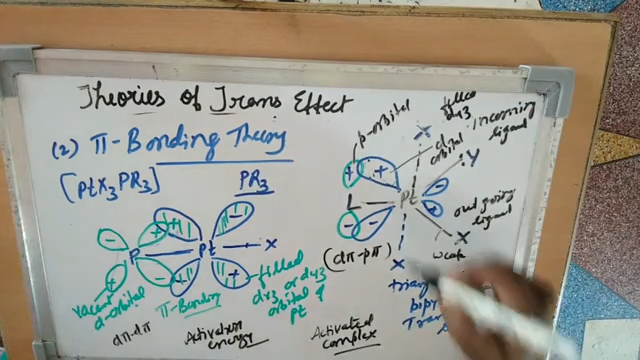 Theories of Trans Effect
(2) π-Bonding Theory
[PtX3PR3] PR3
- + + - P Pt X
- + - +
vacant d-orbital
π-Bonding
filled dxz or dyz orbital of Pt
dπ-dπ
Activation energy
p-orbital
filled dxz
incoming ligand
d orbital
X
Y
+ + -
L Pt
- - +
outgoing ligand
X
weak
(dπ-pπ)
X
Activated complex